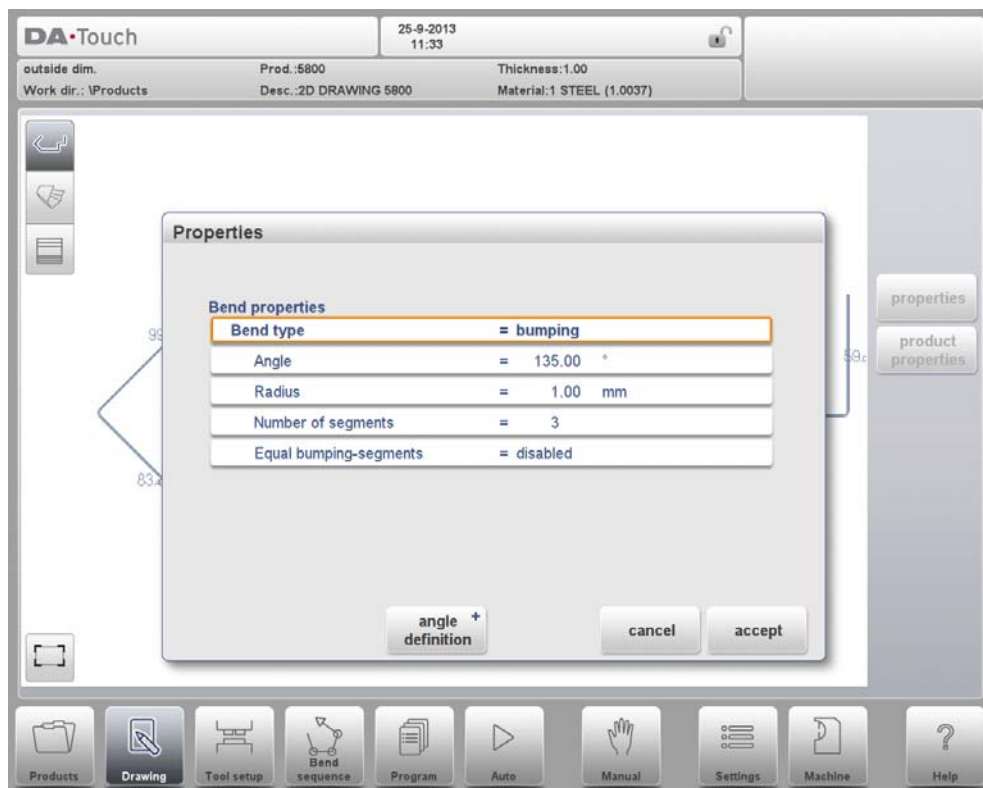 DA·Touch
25-9-2013
11:33
outside dim. Prod.:5800 Thickness:1.00
Work dir.: \Products Desc.:2D DRAWING 5800 Material:1 STEEL (1.0037)
Properties
Bend properties
Bend type = bumping
Angle = 135.00 °
Radius = 1.00 mm
Number of segments = 3
Equal bumping-segments = disabled
angle +
definition
cancel
accept
properties
product
properties
Products
Drawing
Tool setup
Bend
sequence
Program
Auto
Manual
Settings
Machine
?
Help